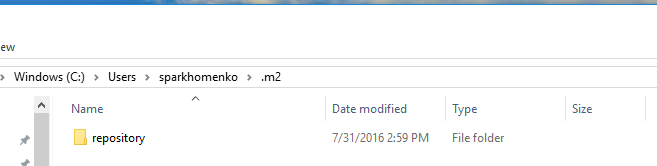 ew
Windows (C:) > Users > sparkhomenko > .m2
Name Date modified Type Size
repository 7/31/2016 2:59 PM File folder